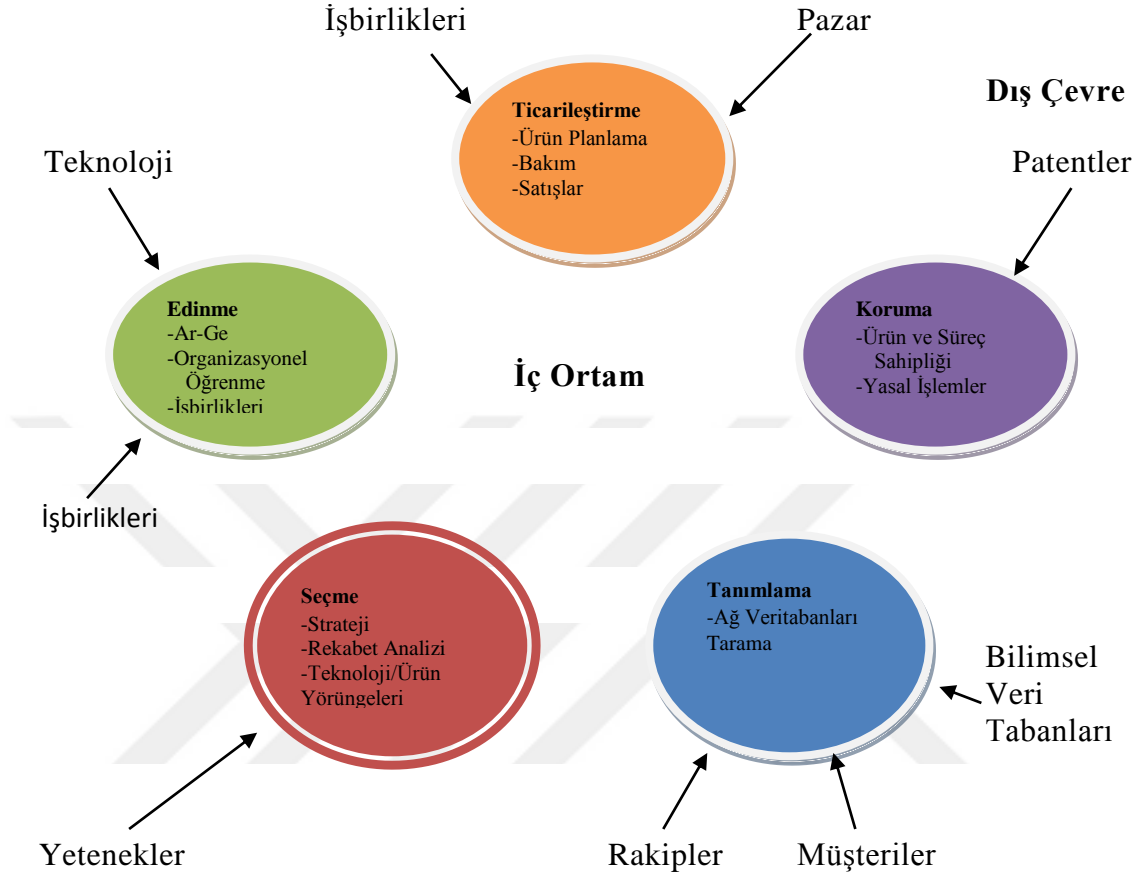 İşbirlikleri
Pazar
Dış Çevre
Ticarileştirme
-Ürün Planlama
-Bakım
-Satışlar
Teknoloji
Patentler
Edinme
-Ar-Ge
-Organizasyonel
Öğrenme
-İşbirlikleri
İç Ortam
Koruma
-Ürün ve Süreç
Sahipliği
-Yasal İşlemler
İşbirlikleri
Seçme
-Strateji
-Rekabet Analizi
-Teknoloji/Ürün
Yörüngeleri
Tanımlama
-Ağ Veritabanları
Tarama
Bilimsel
Veri
Tabanları
Yetenekler
Rakipler
Müşteriler